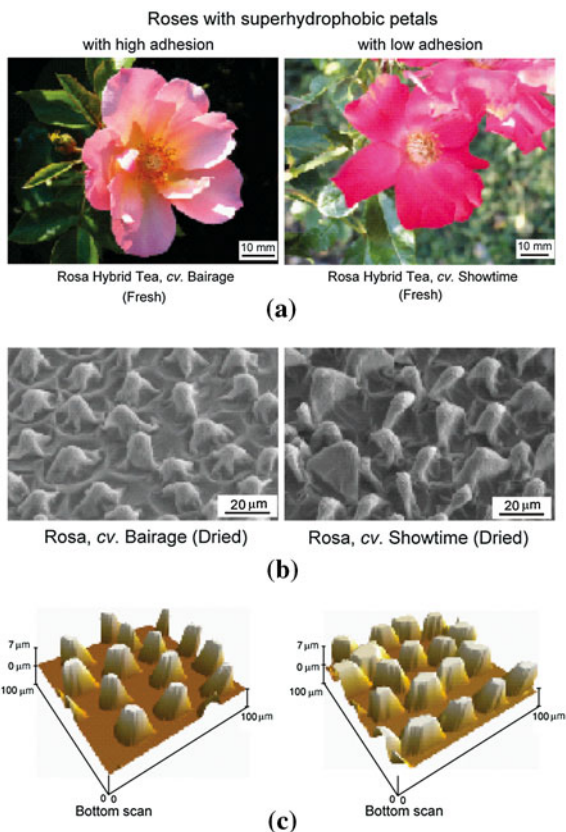 Roses with superhydrophobic petals
with high adhesion
with low adhesion
10 mm
10 mm
Rosa Hybrid Tea, cv. Bairage
(Fresh)
Rosa Hybrid Tea, cv. Showtime
(Fresh)
(a)
20 μm
20 μm
Rosa, cv. Bairage (Dried)
Rosa, cv. Showtime (Dried)
(b)
7 μm
0 μm
100 μm
100 μm
0 0
Bottom scan
7 μm
0 μm
100 μm
100 μm
0 0
Bottom scan
(c)